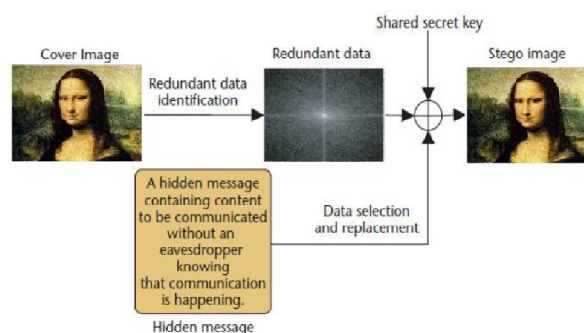 Shared secret key
Cover Image
Redundant data
Stego image
Redundant data
identification
A hidden message
containing content
to be communicated
without an
eavesdropper
knowing
that communication
is happening.
Data selection
and replacement
Hidden message